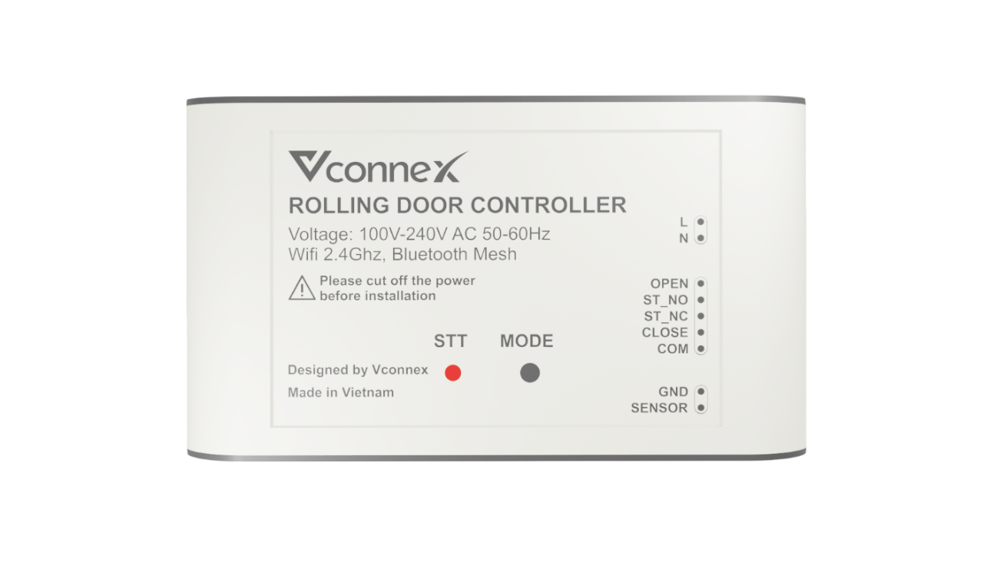 Vconnex
ROLLING DOOR CONTROLLER
Voltage: 100V-240V AC 50-60Hz
Wifi 2.4Ghz, Bluetooth Mesh
Please cut off the power
before installation
STT MODE
Designed by Vconnex
Made in Vietnam
L
N
OPEN
ST_NO
ST_NC
CLOSE
COM
GND
SENSOR